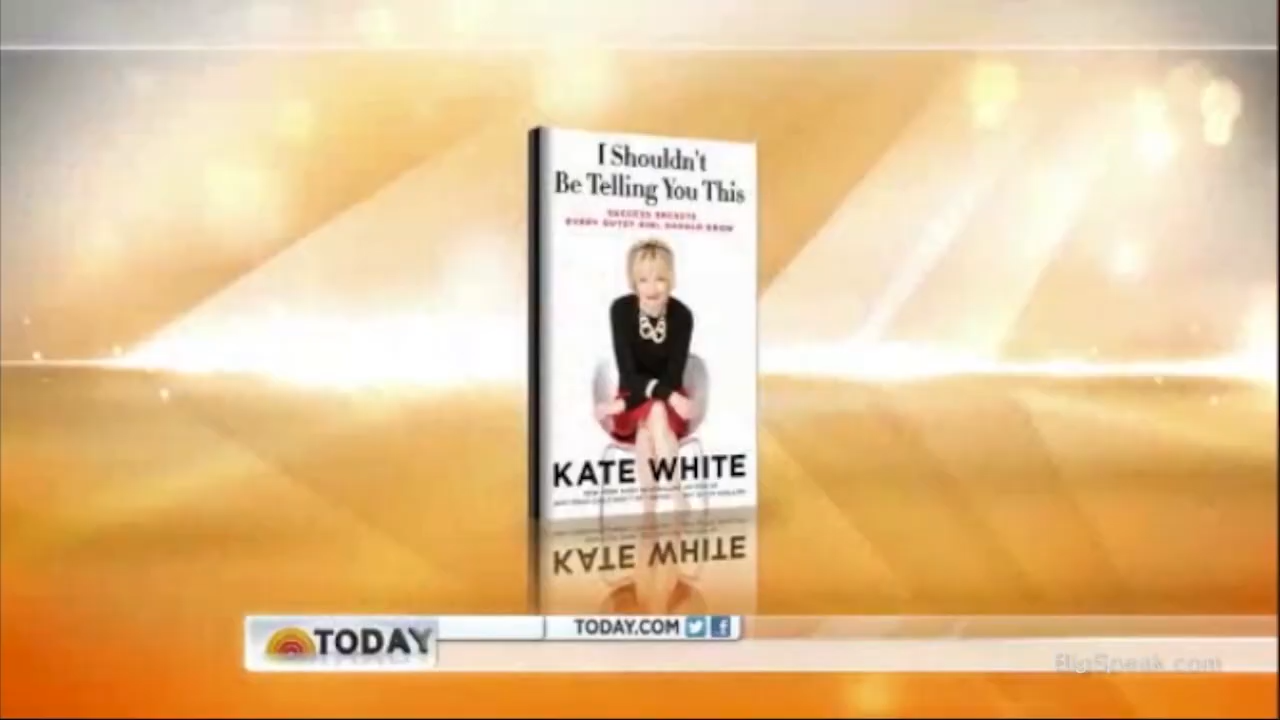 I Shouldn't
Be Telling You This
SUCCESS SECRETS
EVERY GUTSY GIRL SHOULD KNOW
KATE WHITE
KATE WHITE
TODAY
TODAY.COM
BigSpeak.com